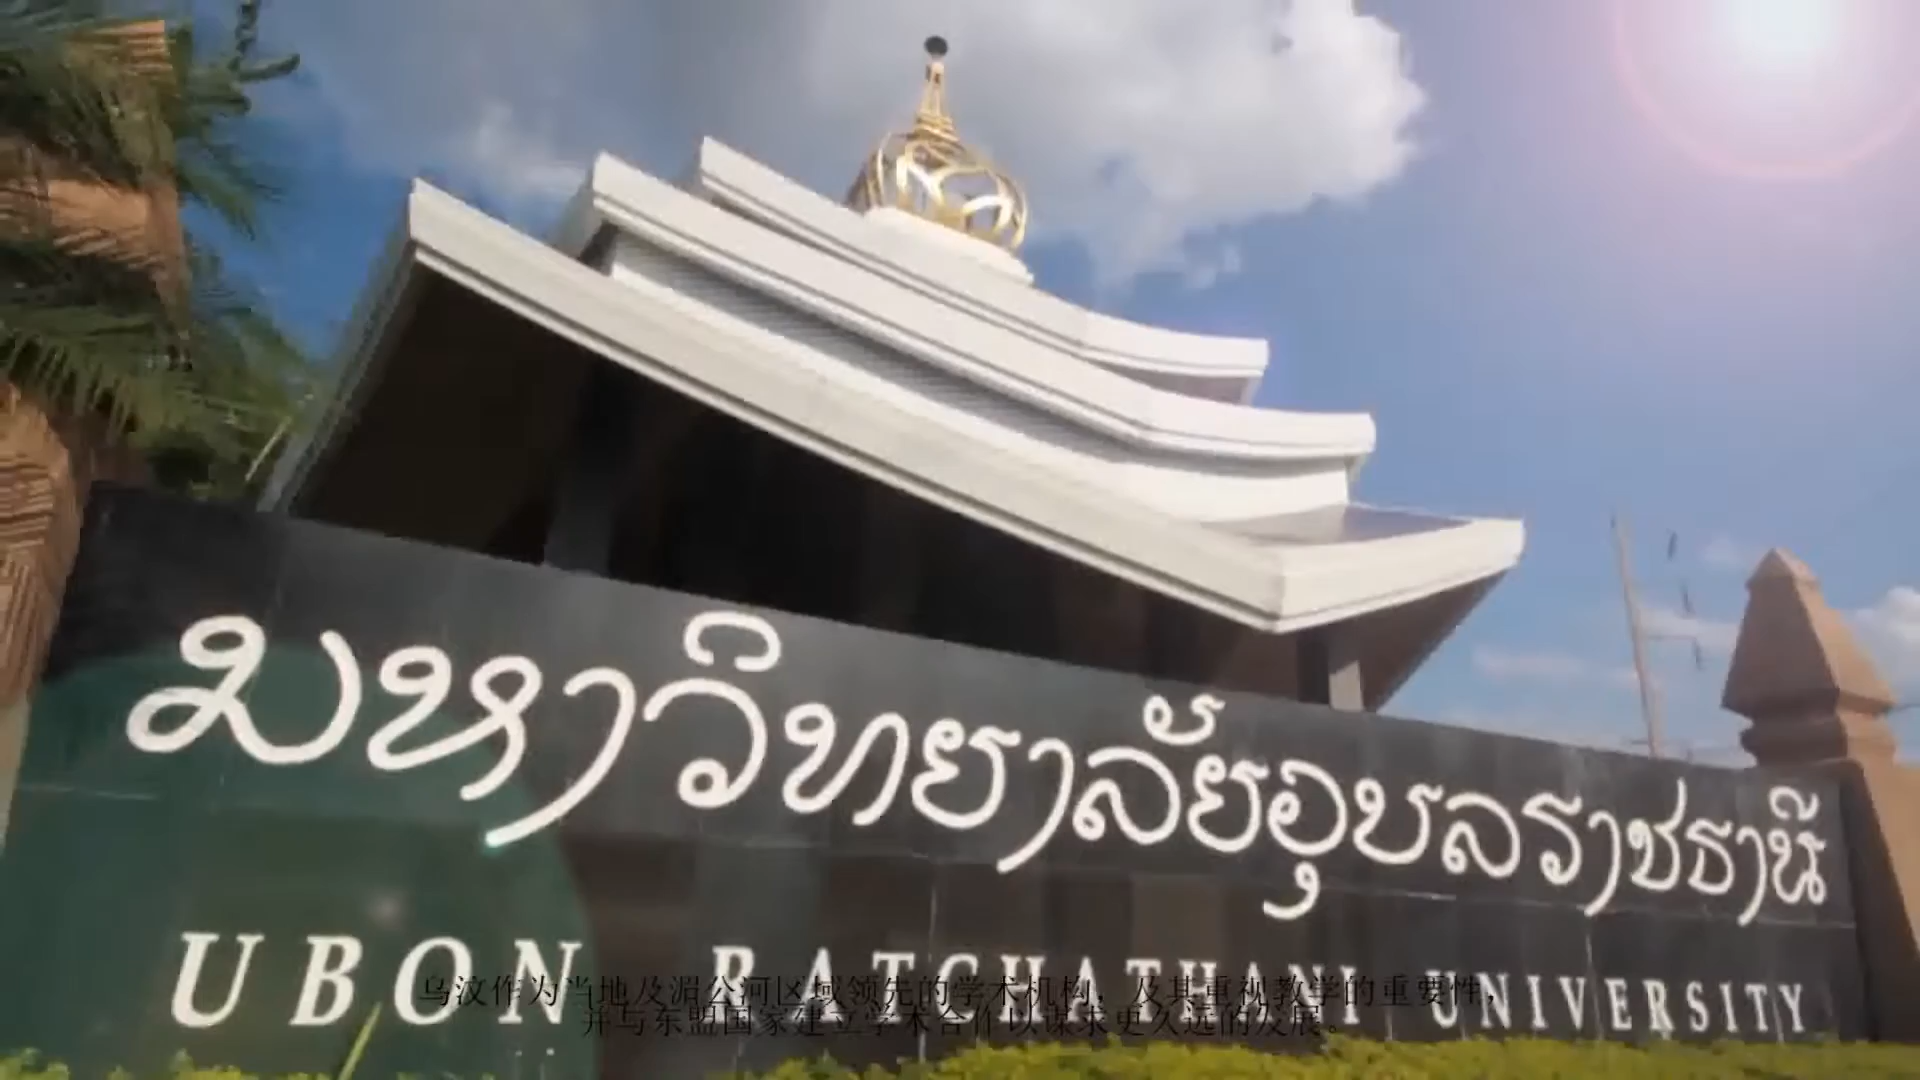 มหาวิทยาลัยอุบลราชธานี
UBON RATCHATHANI UNIVERSITY
乌汶作为当地及湄公河区域领先的学术机构，及其重视教学的重要性，
并与东盟国家建立学术合作以谋求更久远的发展。